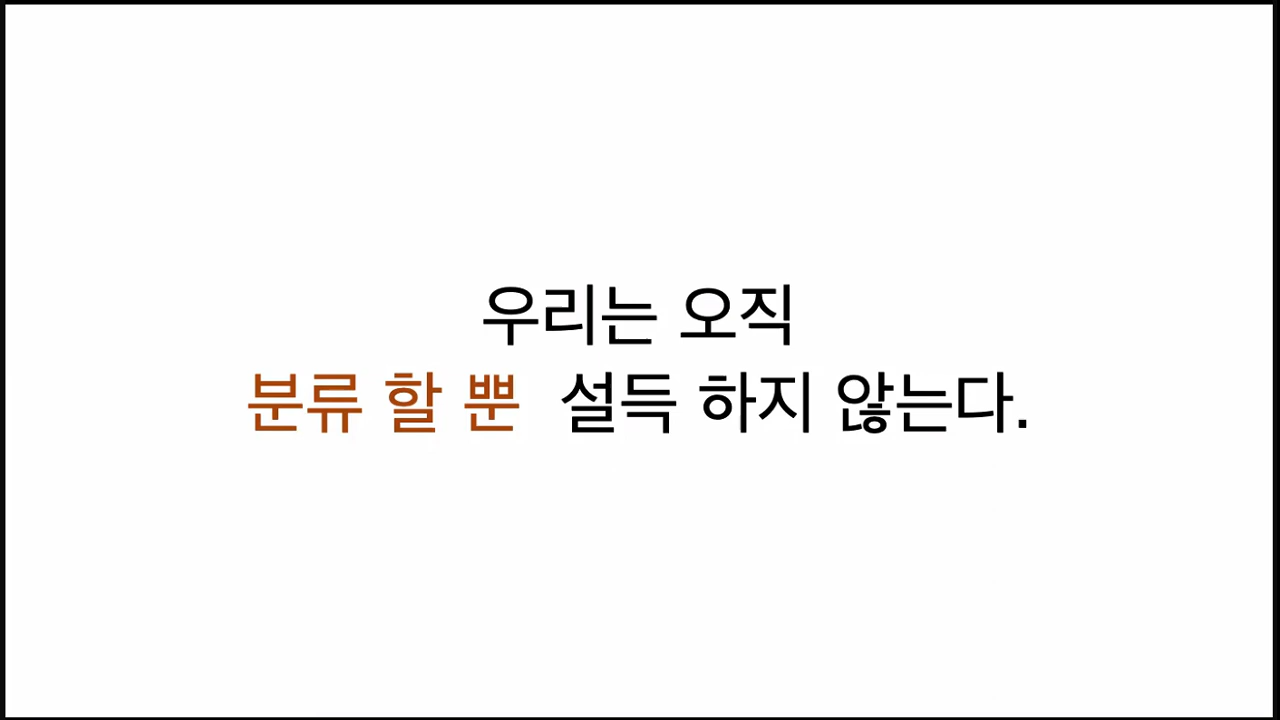 우리는 오직
분류 할 뿐 설득 하지 않는다.